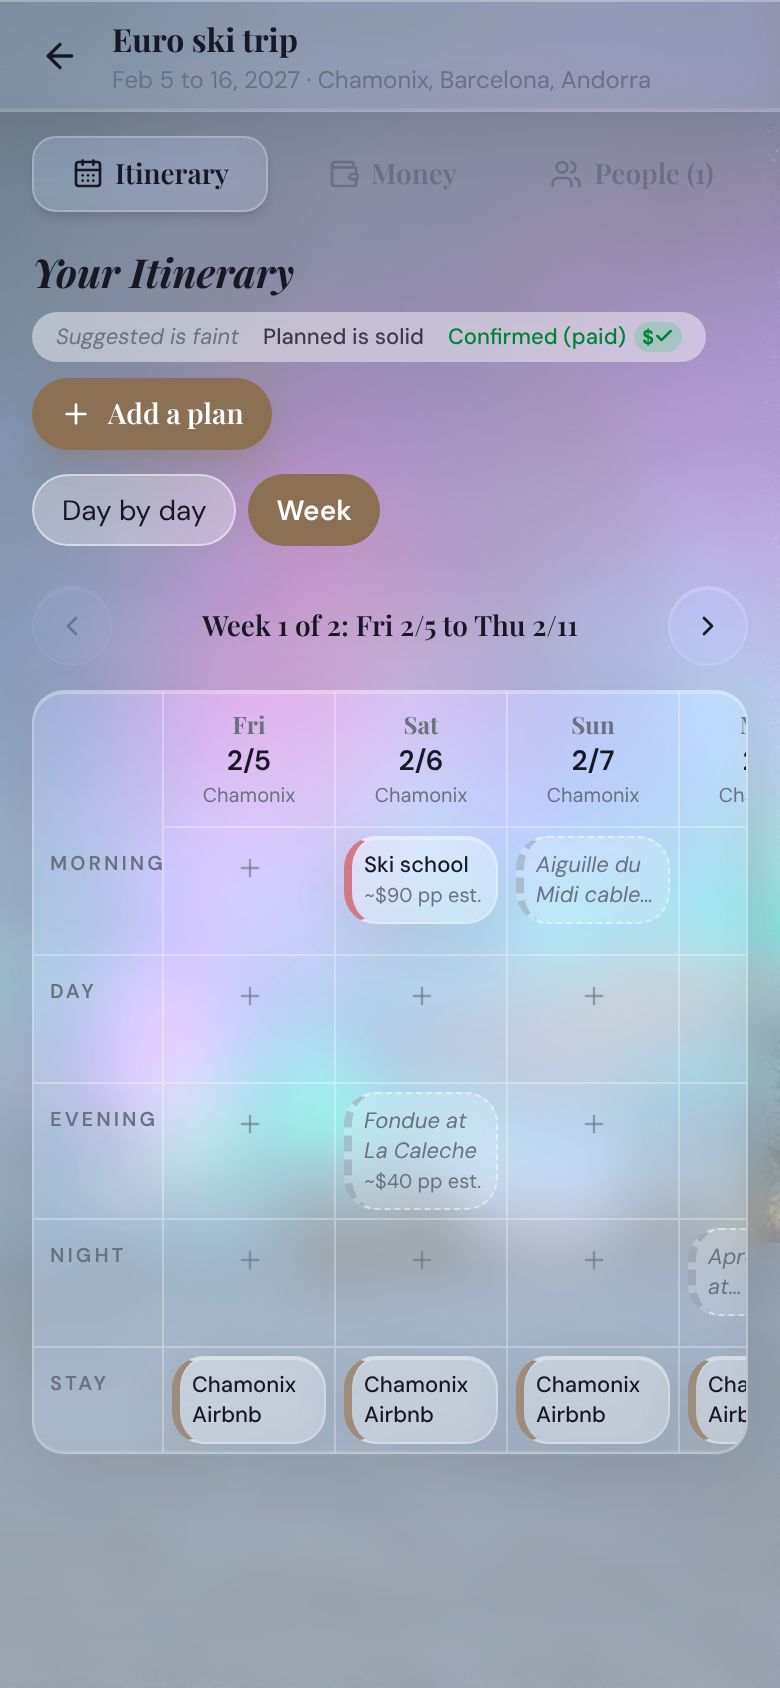 Euro ski trip
Feb 5 to 16, 2027 · Chamonix, Barcelona, Andorra
Itinerary
Money
People (1)
Your Itinerary
Suggested is faint
Planned is solid
Confirmed (paid) $✓
+ Add a plan
Day by day
Week
Week 1 of 2: Fri 2/5 to Thu 2/11
Fri
2/5
Chamonix
Sat
2/6
Chamonix
Sun
2/7
Chamonix
MORNING
+
Ski school
~$90 pp est.
Aiguille du
Midi cable...
DAY
+
+
+
EVENING
+
Fondue at
La Caleche
~$40 pp est.
+
NIGHT
+
+
+
at...
STAY
Chamonix
Airbnb
Chamonix
Airbnb
Chamonix
Airbnb